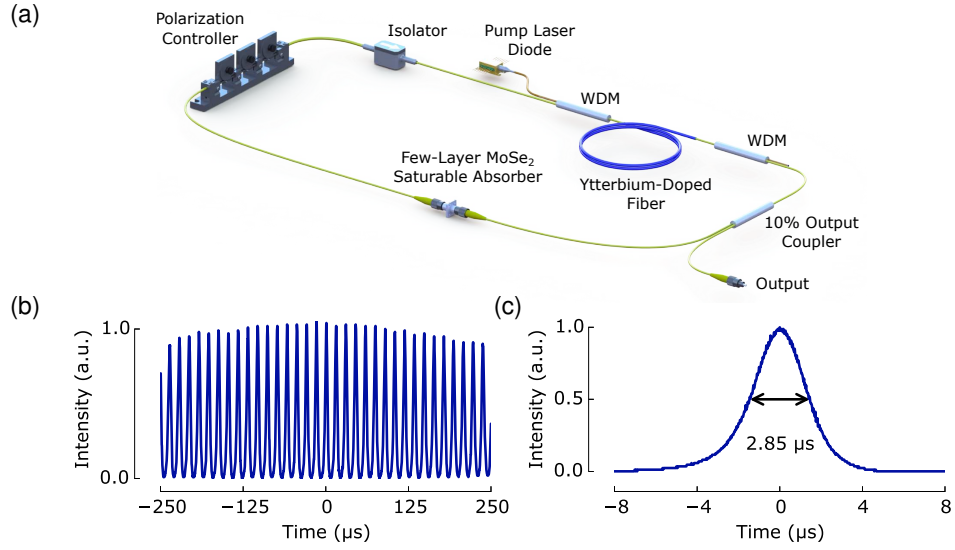 (a)
Polarization
Controller
Isolator
Pump Laser
Diode
WDM
WDM
Few-Layer MoSe₂
Saturable Absorber
Ytterbium-Doped
Fiber
10% Output
Coupler
Output
(b)
Intensity (a.u.)
1.0
0.0
−250
−125
0
125
250
Time (μs)
(c)
Intensity (a.u.)
1.0
0.5
0.0
2.85 μs
−8
−4
0
4
8
Time (μs)